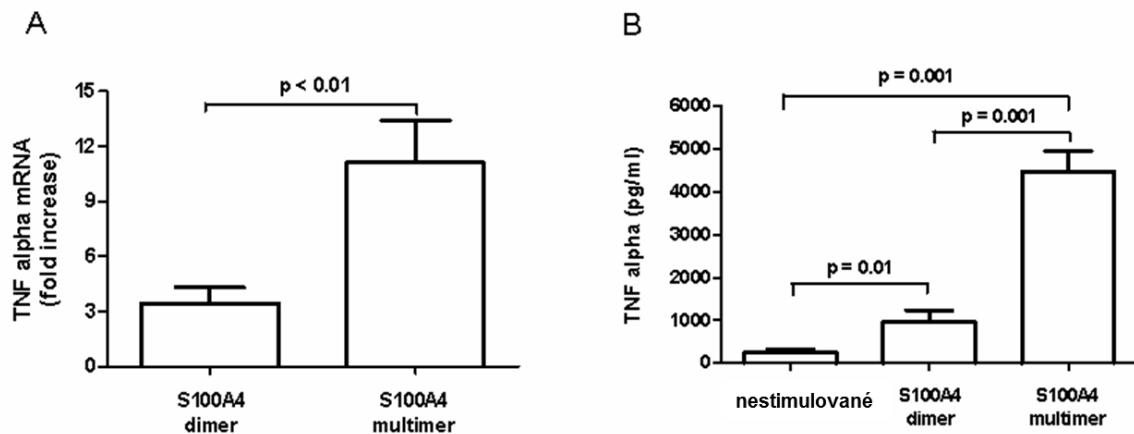 A
TNF alpha mRNA
(fold increase)
15
12
9
6
3
0
p < 0.01
S100A4
dimer
S100A4
multimer
B
TNF alpha (pg/ml)
6000
5000
4000
3000
2000
1000
0
p = 0.001
p = 0.001
p = 0.01
nestimulované
S100A4
dimer
S100A4
multimer